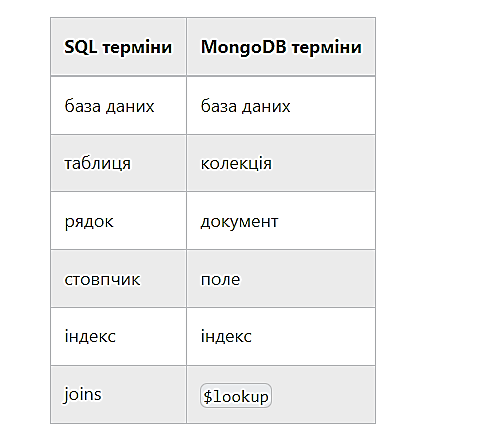 SQL терміни MongoDB терміни
база даних база даних
таблиця колекція
рядок документ
стовпчик поле
індекс індекс
joins $lookup